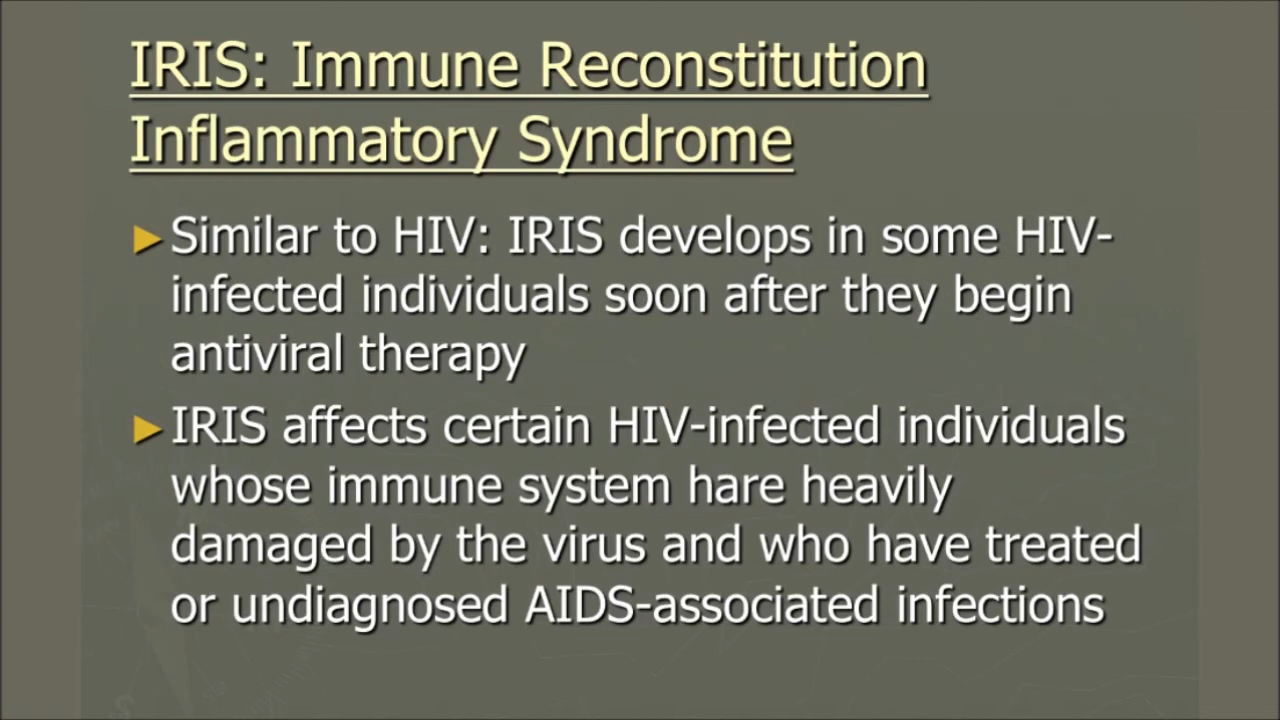 IRIS: Immune Reconstitution
Inflammatory Syndrome
►Similar to HIV: IRIS develops in some HIV-
infected individuals soon after they begin
antiviral therapy
►IRIS affects certain HIV-infected individuals
whose immune system hare heavily
damaged by the virus and who have treated
or undiagnosed AIDS-associated infections